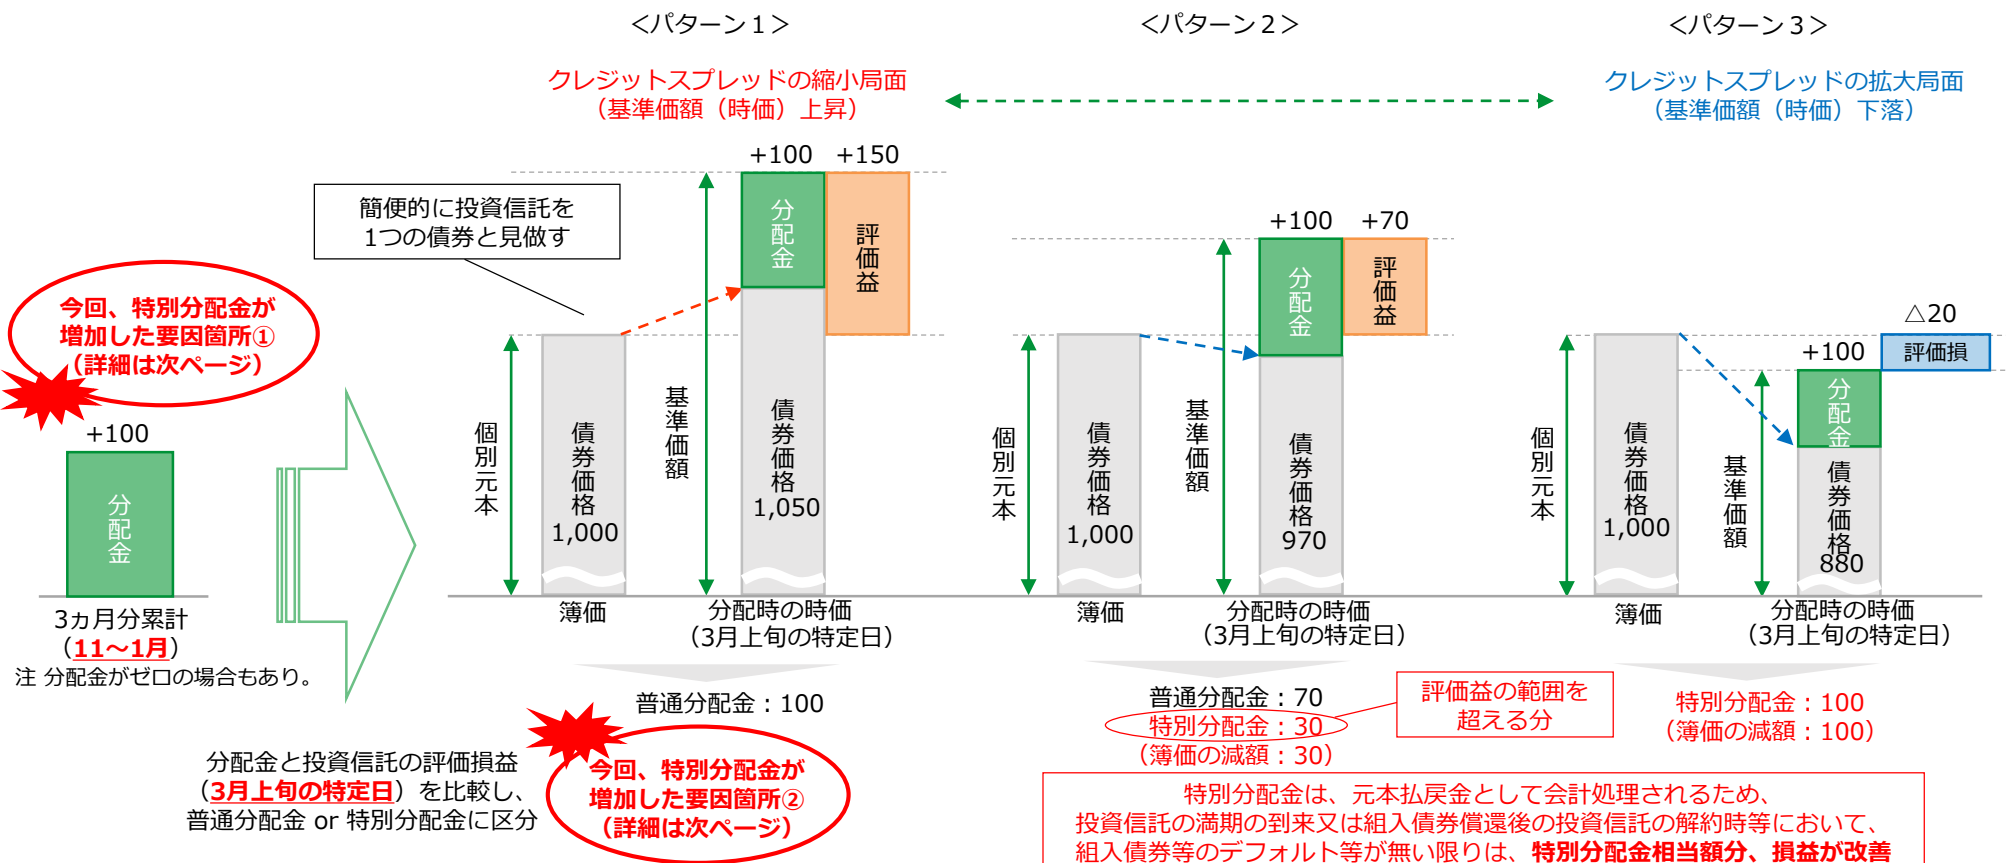 ＜パターン１＞
＜パターン２＞
＜パターン３＞
クレジットスプレッドの縮小局面
（基準価額（時価）上昇）
クレジットスプレッドの拡大局面
（基準価額（時価）下落）
簡便的に投資信託を
1つの債券と見做す
今回、特別分配金が
増加した要因箇所①
（詳細は次ページ）
+100
分配金
3ヵ月分累計
（11～1月）
注 分配金がゼロの場合もあり。
+100
+150
分配金
評価益
個別元本
債券価格
1,000
基準価額
債券価格
1,050
簿価
分配時の時価
（3月上旬の特定日）
普通分配金：100
+100
+70
分配金
評価益
個別元本
債券価格
1,000
基準価額
債券価格
970
簿価
分配時の時価
（3月上旬の特定日）
普通分配金：70
特別分配金：30
（簿価の減額：30）
評価益の範囲を
超える分
△20
評価損
+100
分配金
個別元本
債券価格
1,000
基準価額
債券価格
880
簿価
分配時の時価
（3月上旬の特定日）
特別分配金：100
（簿価の減額：100）
分配金と投資信託の評価損益
（3月上旬の特定日）を比較し、
普通分配金 or 特別分配金に区分
今回、特別分配金が
増加した要因箇所②
（詳細は次ページ）
特別分配金は、元本払戻金として会計処理されるため、
投資信託の満期の到来又は組入債券償還後の投資信託の解約時等において、
組入債券等のデフォルト等が無い限りは、特別分配金相当額分、損益が改善